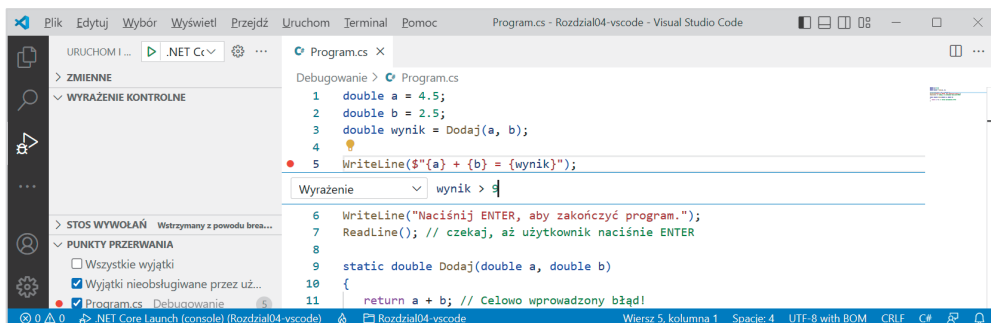 Plik Edytuj Wybór Wyświetl Przejdź Uruchom Terminal Pomoc Program.cs - Rozdzial04-vscode - Visual Studio Code
URUCHOM I ... .NET Cc ...
ZMIENNE
WYRAŻENIE KONTROLNE
STOS WYWOŁAŃ Wstrzymany z powodu brea...
PUNKTY PRZERWANIA
Wszystkie wyjątki
Wyjątki nieobsługiwane przez uż...
Program.cs Debugowanie 5
Program.cs
Debugowanie > Program.cs
1 double a = 4.5;
2 double b = 2.5;
3 double wynik = Dodaj(a, b);
4
5 WriteLine($"{a} + {b} = {wynik}");
Wyrażenie wynik > 9
6 WriteLine("Naciśnij ENTER, aby zakończyć program.");
7 ReadLine(); // czekaj, aż użytkownik naciśnie ENTER
8
9 static double Dodaj(double a, double b)
10 {
11 return a + b; // Celowo wprowadzony błąd!
0 0 .NET Core Launch (console) (Rozdzial04-vscode) Rozdzial04-vscode Wiersz 5, kolumna 1 Spacje: 4 UTF-8 with BOM CRLF C#